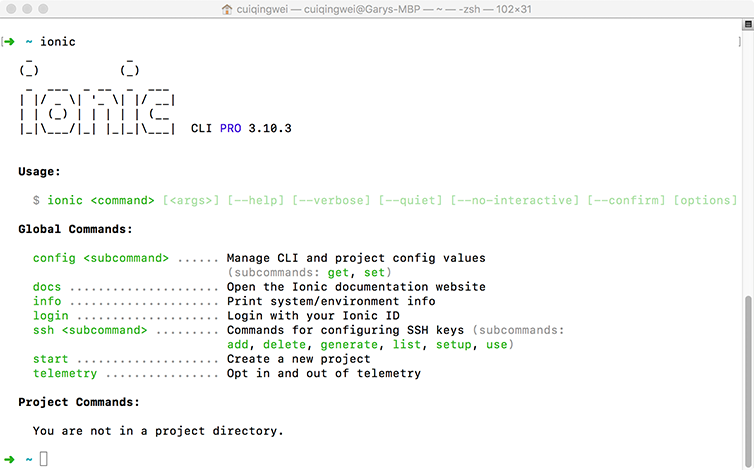 cuiqingwei — cuiqingwei@Garys-MBP — ~ — -zsh — 102×31
[➜  ~ ionic ]
  _             _
 (_)           (_)
  _  ___  _ __  _  ___
 | |/ _ \| '_ \| |/ __|
 | | (_) | | | | | (__
 |_|\___/|_| |_|_|\___|  CLI PRO 3.10.3
Usage:
$ ionic <command> [<args>] [--help] [--verbose] [--quiet] [--no-interactive] [--confirm] [options]
Global Commands:
config <subcommand> ...... Manage CLI and project config values
(subcommands: get, set)
docs ..................... Open the Ionic documentation website
info ..................... Print system/environment info
login .................... Login with your Ionic ID
ssh <subcommand> ......... Commands for configuring SSH keys (subcommands:
add, delete, generate, list, setup, use)
start .................... Create a new project
telemetry ................ Opt in and out of telemetry
Project Commands:
You are not in a project directory.
➜  ~